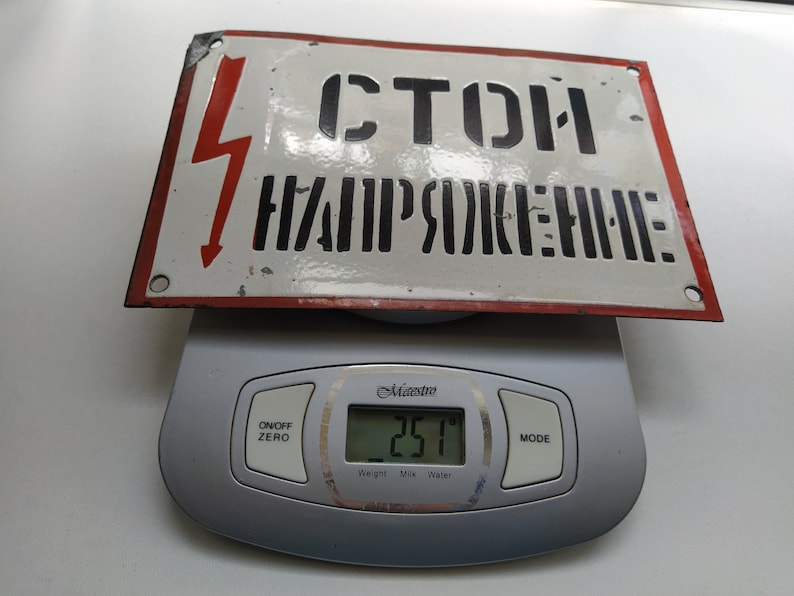 СТОЙ
НАПРЯЖЕНИЕ
Maestro
ON/OFF
ZERO
251 g
MODE
Weight Milk Water